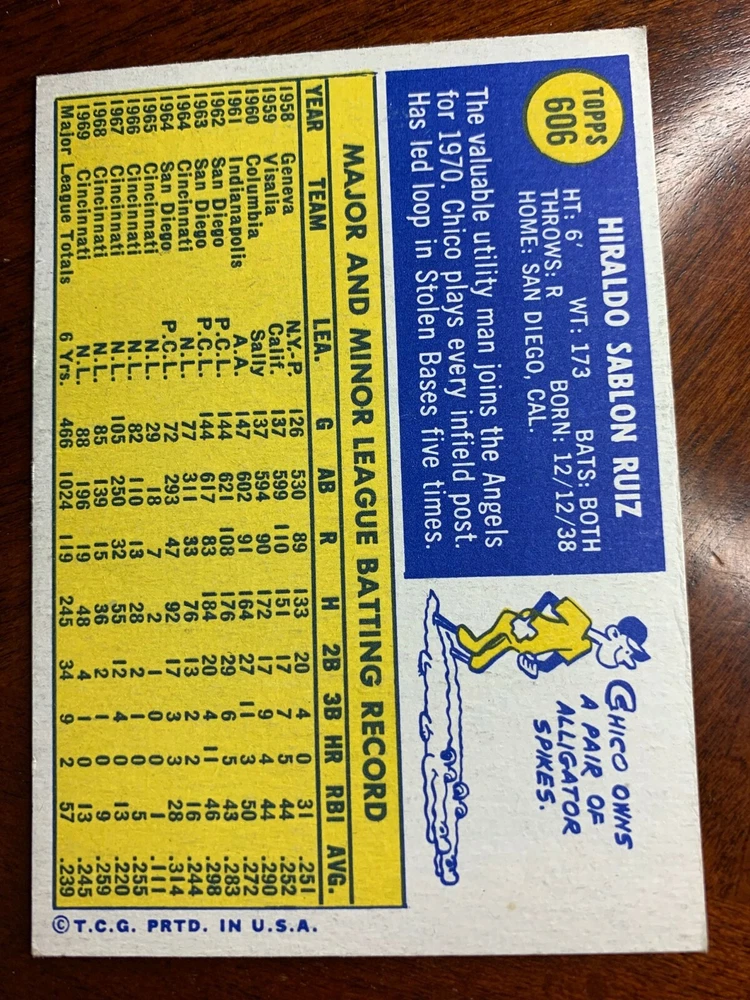 TOPPS
606
HIRALDO SABLON RUIZ
HT: 6' WT: 173 BATS: BOTH
THROWS: R BORN: 12/12/38
HOME: SAN DIEGO, CAL.
The valuable utility man joins the Angels
for 1970. Chico plays every infield post.
Has led loop in Stolen Bases five times.
CHICO OWNS
A PAIR OF
ALLIGATOR
SPIKES.
MAJOR AND MINOR LEAGUE BATTING RECORD
YEAR TEAM LEA. G AB R H 2B 3B HR RBI AVG.
1958 Geneva N.Y.-P. 126 530 89 133 20 4 0 31 .251
1959 Visalia Calif. 137 599 110 151 17 7 5 44 .252
1960 Columbia Sally 137 594 90 172 17 9 4 44 .290
1961 Indianapolis A.A. 147 602 91 164 27 11 3 50 .272
1962 San Diego P.C.L. 144 621 108 176 29 6 5 43 .283
1963 San Diego P.C.L. 144 617 83 184 20 4 11 46 .298
1964 Cincinnati N.L. 77 311 33 76 13 2 2 16 .244
1964 San Diego P.C.L. 72 293 47 92 17 3 3 28 .314
1965 Cincinnati N.L. 29 18 7 2 1 0 0 1 .111
1966 Cincinnati N.L. 82 110 13 28 2 1 0 5 .255
1967 Cincinnati N.L. 105 250 32 55 12 4 0 13 .220
1968 Cincinnati N.L. 85 139 15 36 2 1 0 9 .259
1969 Cincinnati N.L. 88 196 19 48 4 1 0 13 .245
Major League Totals 6 Yrs. 466 1024 119 245 34 9 2 57 .239
© T.C.G. PRTD. IN U.S.A.